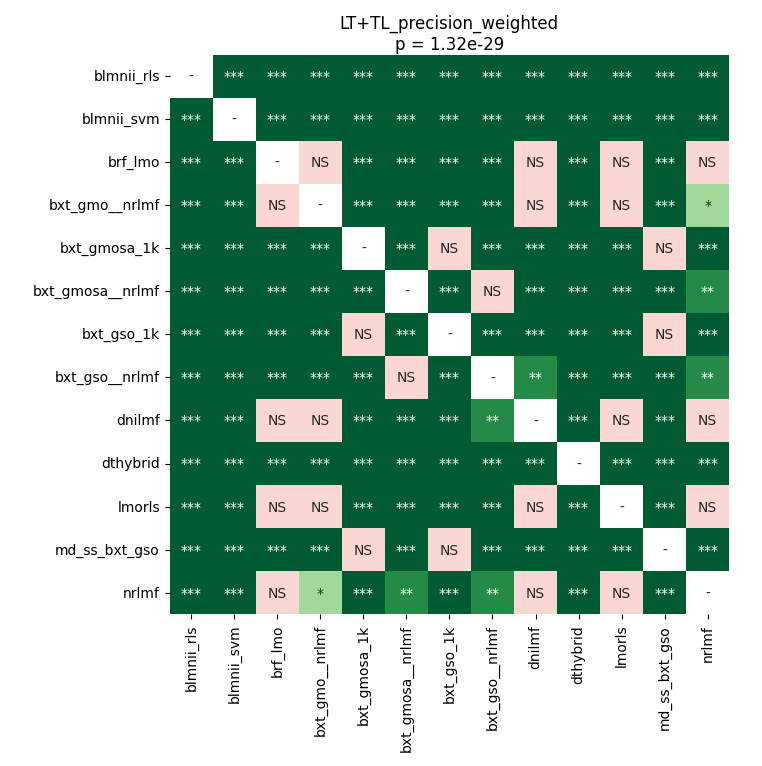 LT+TL_precision_weighted
p = 1.32e-29
blmnii_rls - *** *** *** *** *** *** *** *** *** *** *** ***
blmnii_svm *** - *** *** *** *** *** *** *** *** *** *** ***
brf_lmo *** *** - NS *** *** *** *** NS *** NS *** NS
bxt_gmo__nrlmf *** *** NS - *** *** *** *** NS *** NS *** *
bxt_gmosa_1k *** *** *** *** - *** NS *** *** *** *** NS ***
bxt_gmosa__nrlmf *** *** *** *** *** - *** NS *** *** *** *** **
bxt_gso_1k *** *** *** *** NS *** - *** *** *** *** NS ***
bxt_gso__nrlmf *** *** *** *** *** NS *** - ** *** *** *** **
dnilmf *** *** NS NS *** *** *** ** - *** NS *** NS
dthybrid *** *** *** *** *** *** *** *** *** - *** *** ***
lmorls *** *** NS NS *** *** *** *** NS *** - *** NS
md_ss_bxt_gso *** *** *** *** NS *** NS *** *** *** *** - ***
nrlmf *** *** NS * *** ** *** ** NS *** NS *** -
blmnii_rls
blmnii_svm
brf_lmo
bxt_gmo__nrlmf
bxt_gmosa_1k
bxt_gmosa__nrlmf
bxt_gso_1k
bxt_gso__nrlmf
dnilmf
dthybrid
lmorls
md_ss_bxt_gso
nrlmf